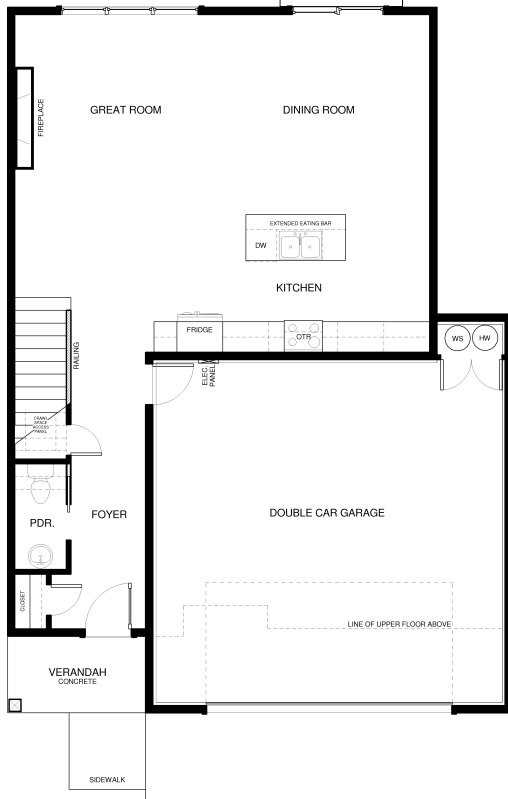 GREAT ROOM
DINING ROOM
FIREPLACE
EXTENDED EATING BAR
DW
KITCHEN
FRIDGE
OTR
WS
HW
RAILING
ELEC.
PANEL
CRAWL
SPACE
ACCESS
PANEL
PDR.
FOYER
DOUBLE CAR GARAGE
CLOSET
LINE OF UPPER FLOOR ABOVE
VERANDAH
CONCRETE
SIDEWALK